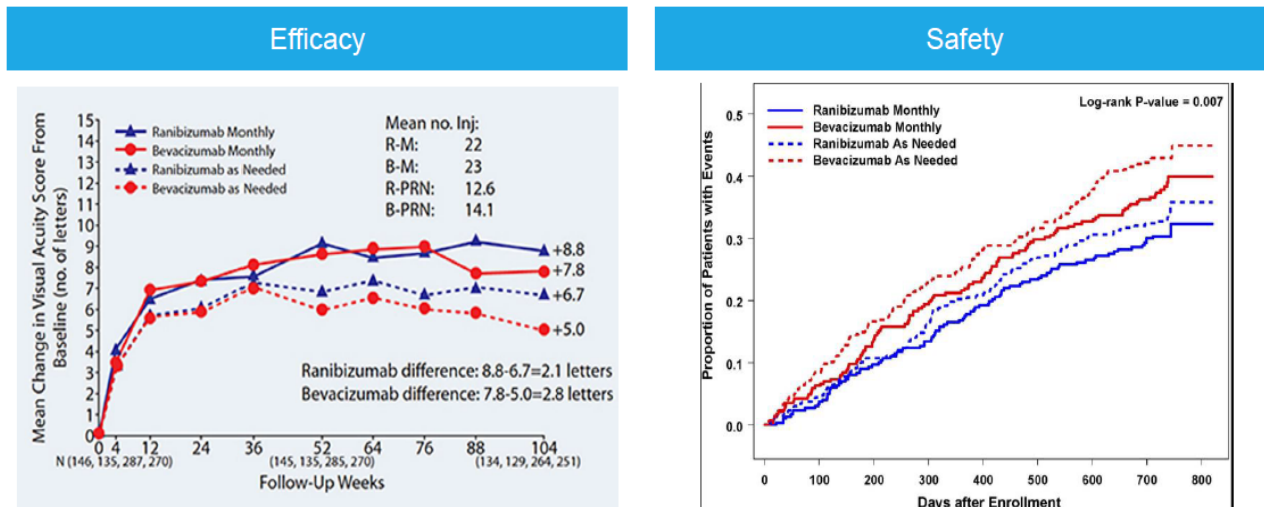 Efficacy
Mean Change in Visual Acuity Score From
Baseline (no. of letters)
15
14
13
12
11
10
9
8
7
6
5
4
3
2
1
0
Ranibizumab Monthly
Bevacizumab Monthly
Ranibizumab as Needed
Bevacizumab as Needed
Mean no. Inj:
R-M: 22
B-M: 23
R-PRN: 12.6
B-PRN: 14.1
+8.8
+7.8
+6.7
+5.0
Ranibizumab difference: 8.8-6.7=2.1 letters
Bevacizumab difference: 7.8-5.0=2.8 letters
0 4 12 24 36 52 64 76 88 104
N (146, 135, 287, 270) (145, 135, 285, 270) (134, 129, 264, 251)
Follow-Up Weeks
Safety
Proportion of Patients with Events
0.5
0.4
0.3
0.2
0.1
0.0
Ranibizumab Monthly
Bevacizumab Monthly
Ranibizumab As Needed
Bevacizumab As Needed
Log-rank P-value = 0.007
0 100 200 300 400 500 600 700 800
Days after Enrollment